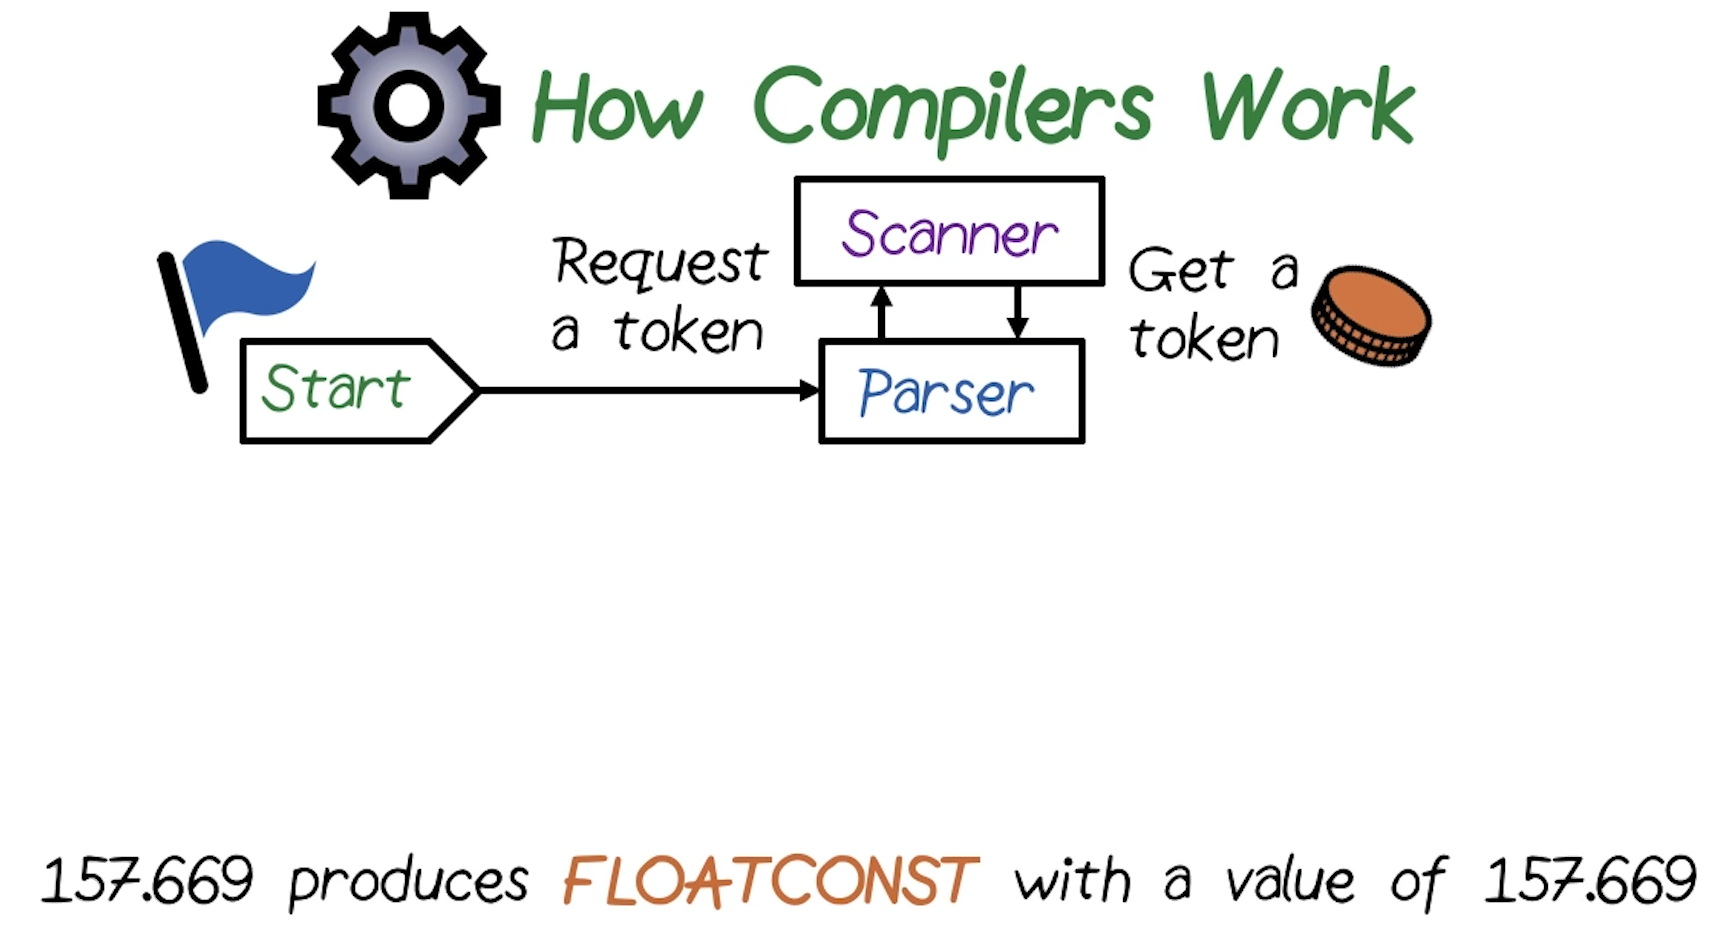 How Compilers Work
Scanner
Request
a token
Get a
token
Start
Parser
157.669 produces FLOATCONST with a value of 157.669